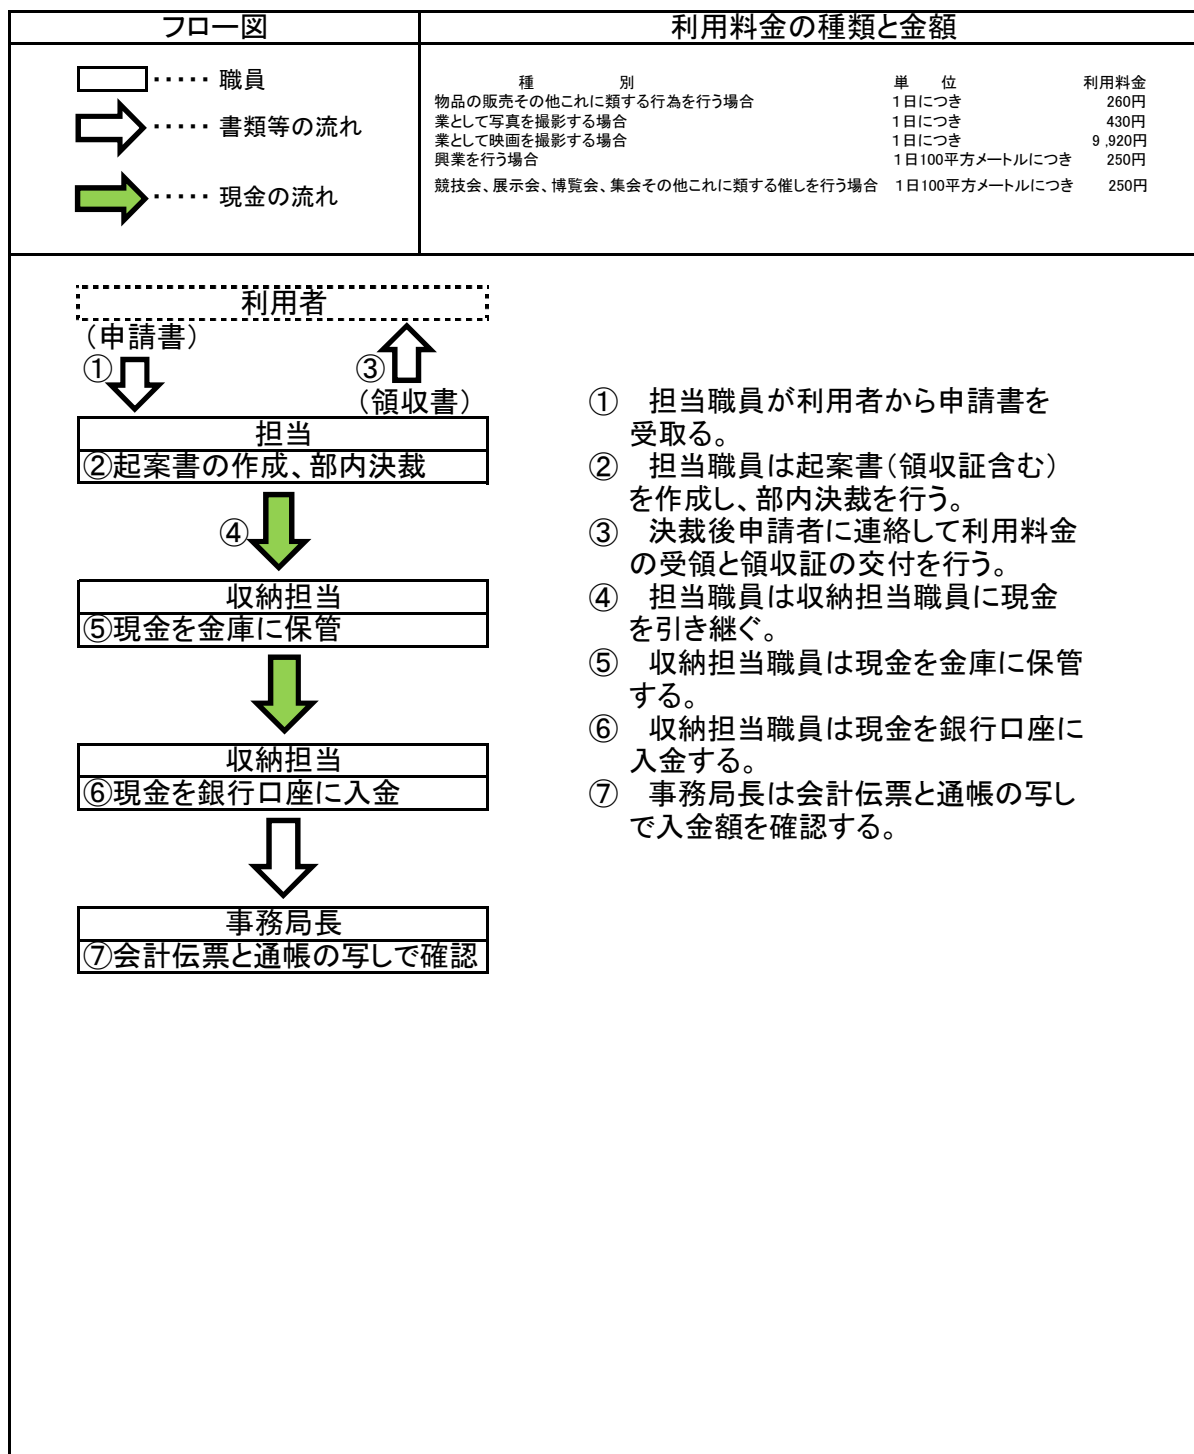 フロー図
利用料金の種類と金額
‥‥‥ 職員
‥‥‥ 書類等の流れ
‥‥‥ 現金の流れ
種　別　単　位　利用料金
物品の販売その他これに類する行為を行う場合　1日につき　260円
業として写真を撮影する場合　1日につき　430円
業として映画を撮影する場合　1日につき　9,920円
興業を行う場合　1日100平方メートルにつき　250円
競技会、展示会、博覧会、集会その他これに類する催しを行う場合　1日100平方メートルにつき　250円
利用者
（申請書）
①
③
（領収書）
担当
②起案書の作成、部内決裁
④
収納担当
⑤現金を金庫に保管
収納担当
⑥現金を銀行口座に入金
事務局長
⑦会計伝票と通帳の写しで確認
①　担当職員が利用者から申請書を
受取る。
②　担当職員は起案書（領収証含む）
を作成し、部内決裁を行う。
③　決裁後申請者に連絡して利用料金
の受領と領収証の交付を行う。
④　担当職員は収納担当職員に現金
を引き継ぐ。
⑤　収納担当職員は現金を金庫に保管
する。
⑥　収納担当職員は現金を銀行口座に
入金する。
⑦　事務局長は会計伝票と通帳の写し
で入金額を確認する。